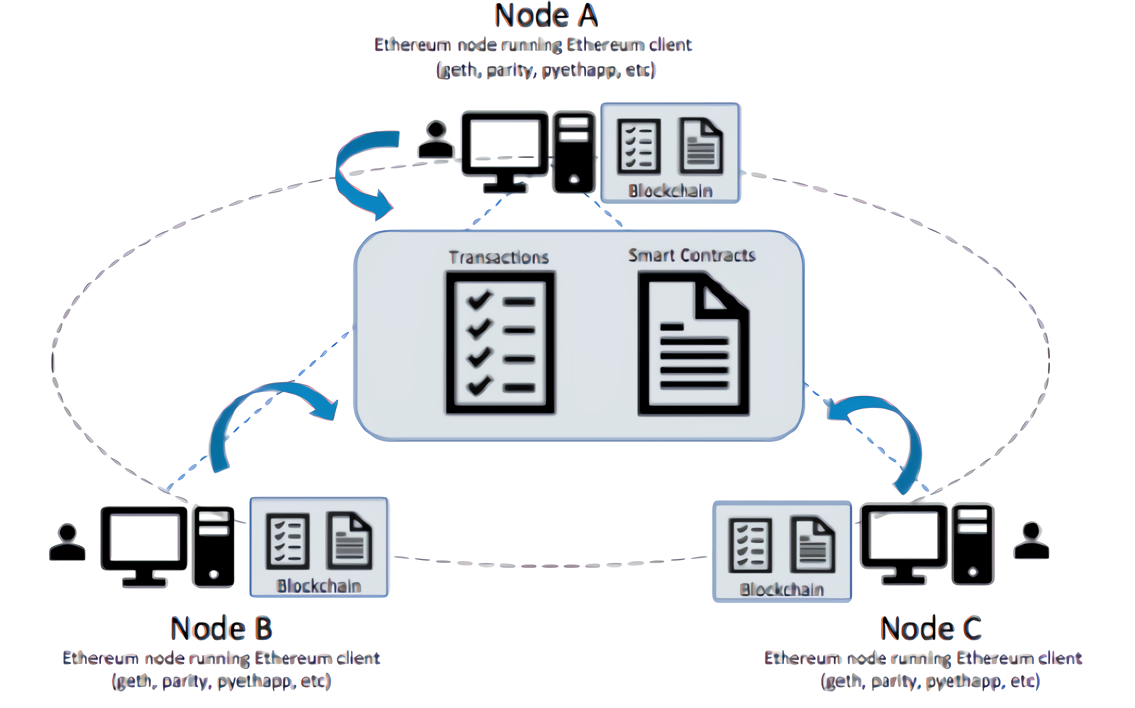 Node A
Ethereum node running Ethereum client
(geth, parity, pyethapp, etc)
Blockchain
Transactions
Smart Contracts
Blockchain
Blockchain
Node B
Ethereum node running Ethereum client
(geth, parity, pyethapp, etc)
Node C
Ethereum node running Ethereum client
(geth, parity, pyethapp, etc)